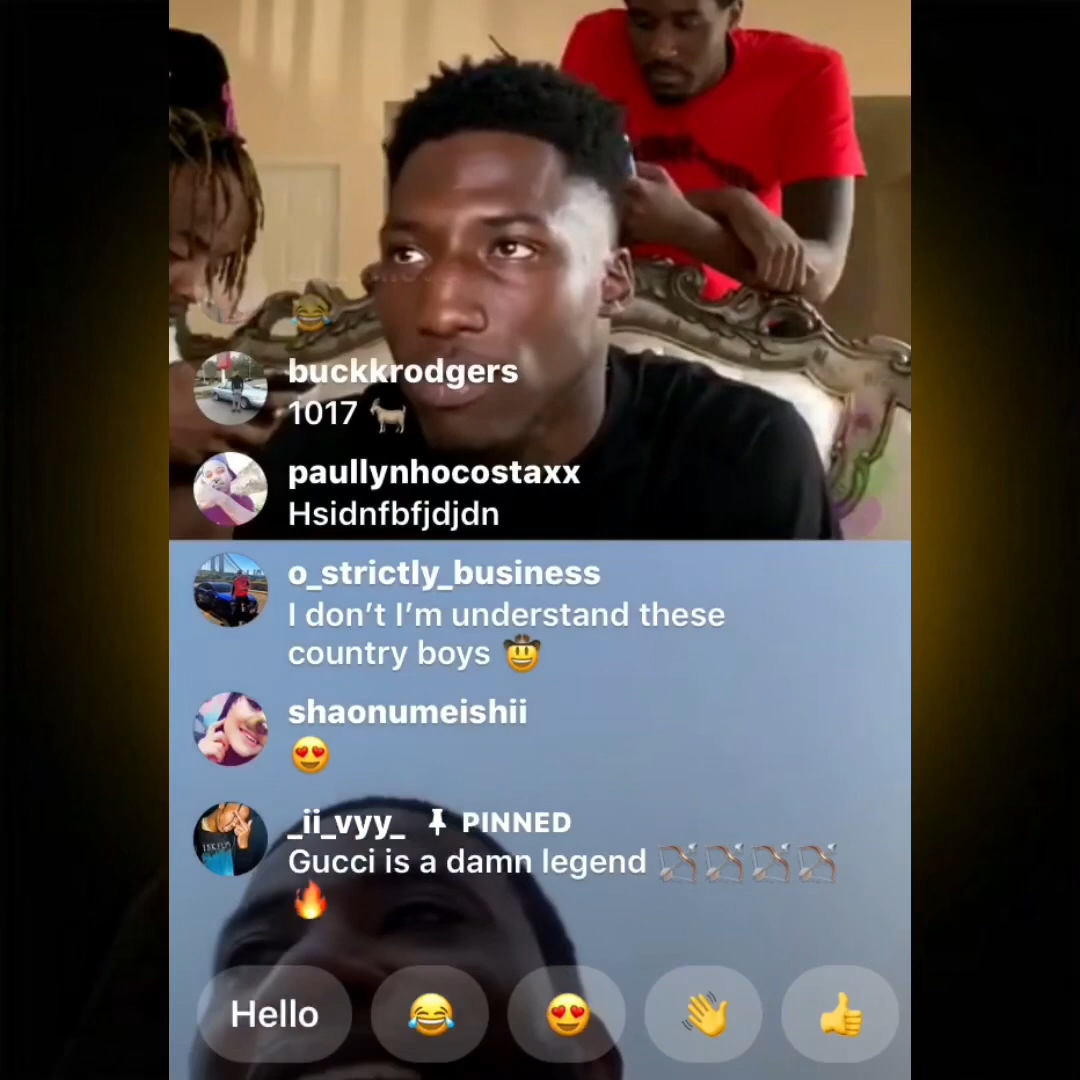 buckkrodgers
1017 🐐
paullynhocostaxx
Hsidnfbfjdjdn
o_strictly_business
I don’t I’m understand these
country boys 🤠
shaonumeishii
😍
_ii_vyy_ PINNED
Gucci is a damn legend 🏹🏹🏹🏹
🔥
Hello 😂 😍 👋 👍